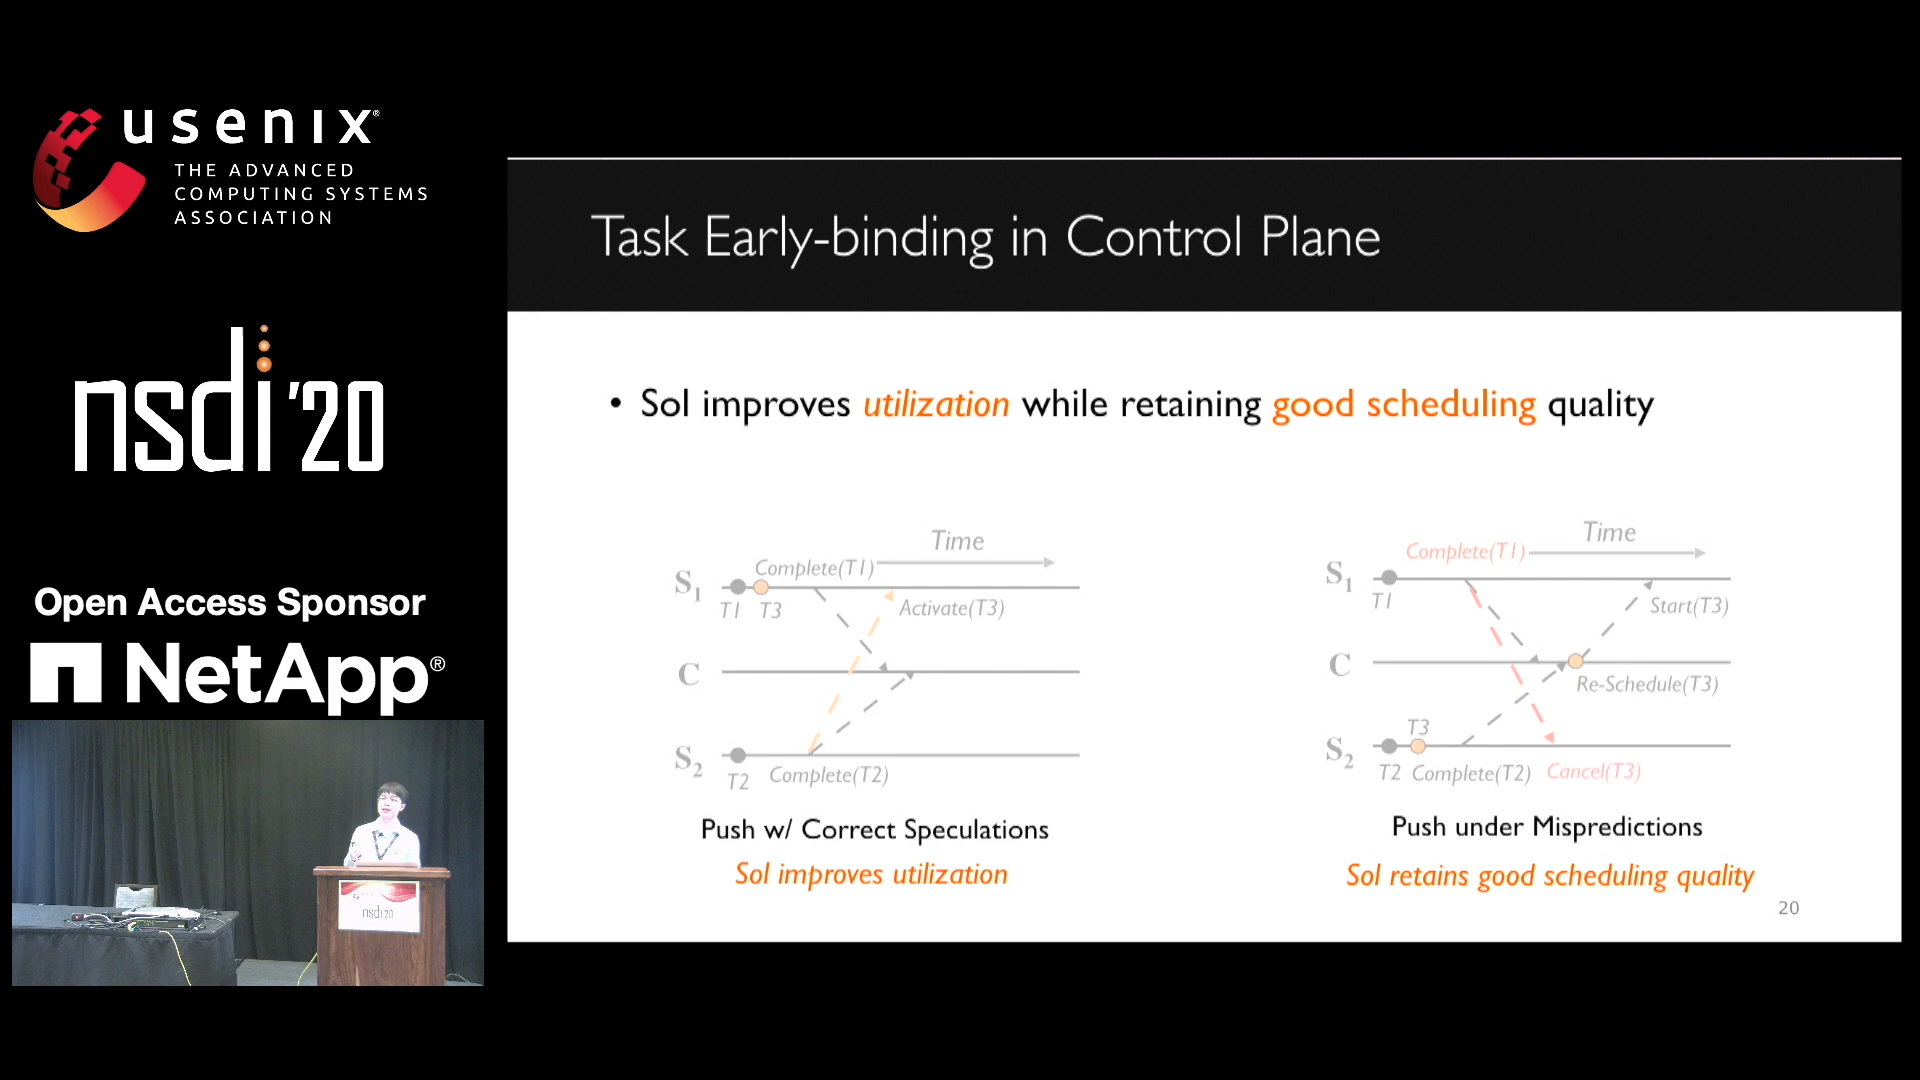 usenix®
THE ADVANCED
COMPUTING SYSTEMS
ASSOCIATION
nsdi '20
Open Access Sponsor
NetApp®
nsdi 20
Task Early-binding in Control Plane
• Sol improves utilization while retaining good scheduling quality
Time
Complete(T1)
S1
T1 T3
Activate(T3)
C
S2
T2
Complete(T2)
Push w/ Correct Speculations
Sol improves utilization
Time
Complete(T1)
S1
T1
Start(T3)
C
Re-Schedule(T3)
T3
S2
T2 Complete(T2) Cancel(T3)
Push under Mispredictions
Sol retains good scheduling quality
20